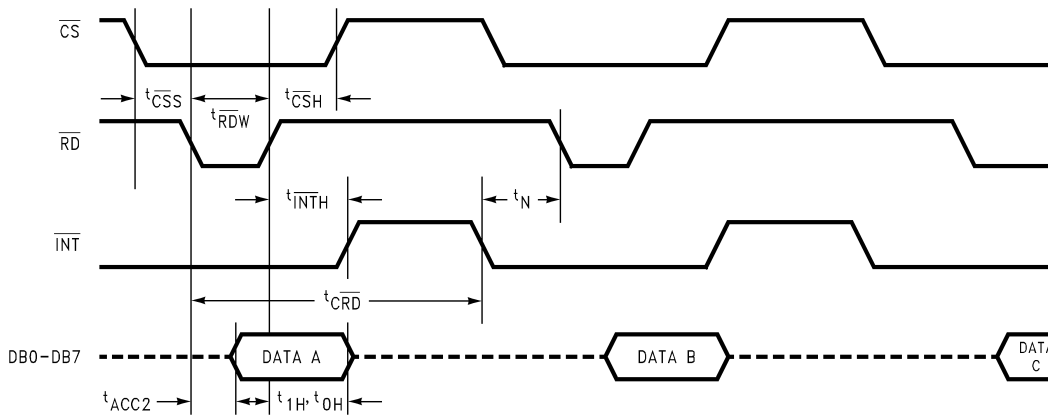 CS
tCSS
tRDW
tCSH
RD
tINTH
tN
INT
tCRD
DB0-DB7
DATA A
DATA B
DATA
C
tACC2
t1H, t0H